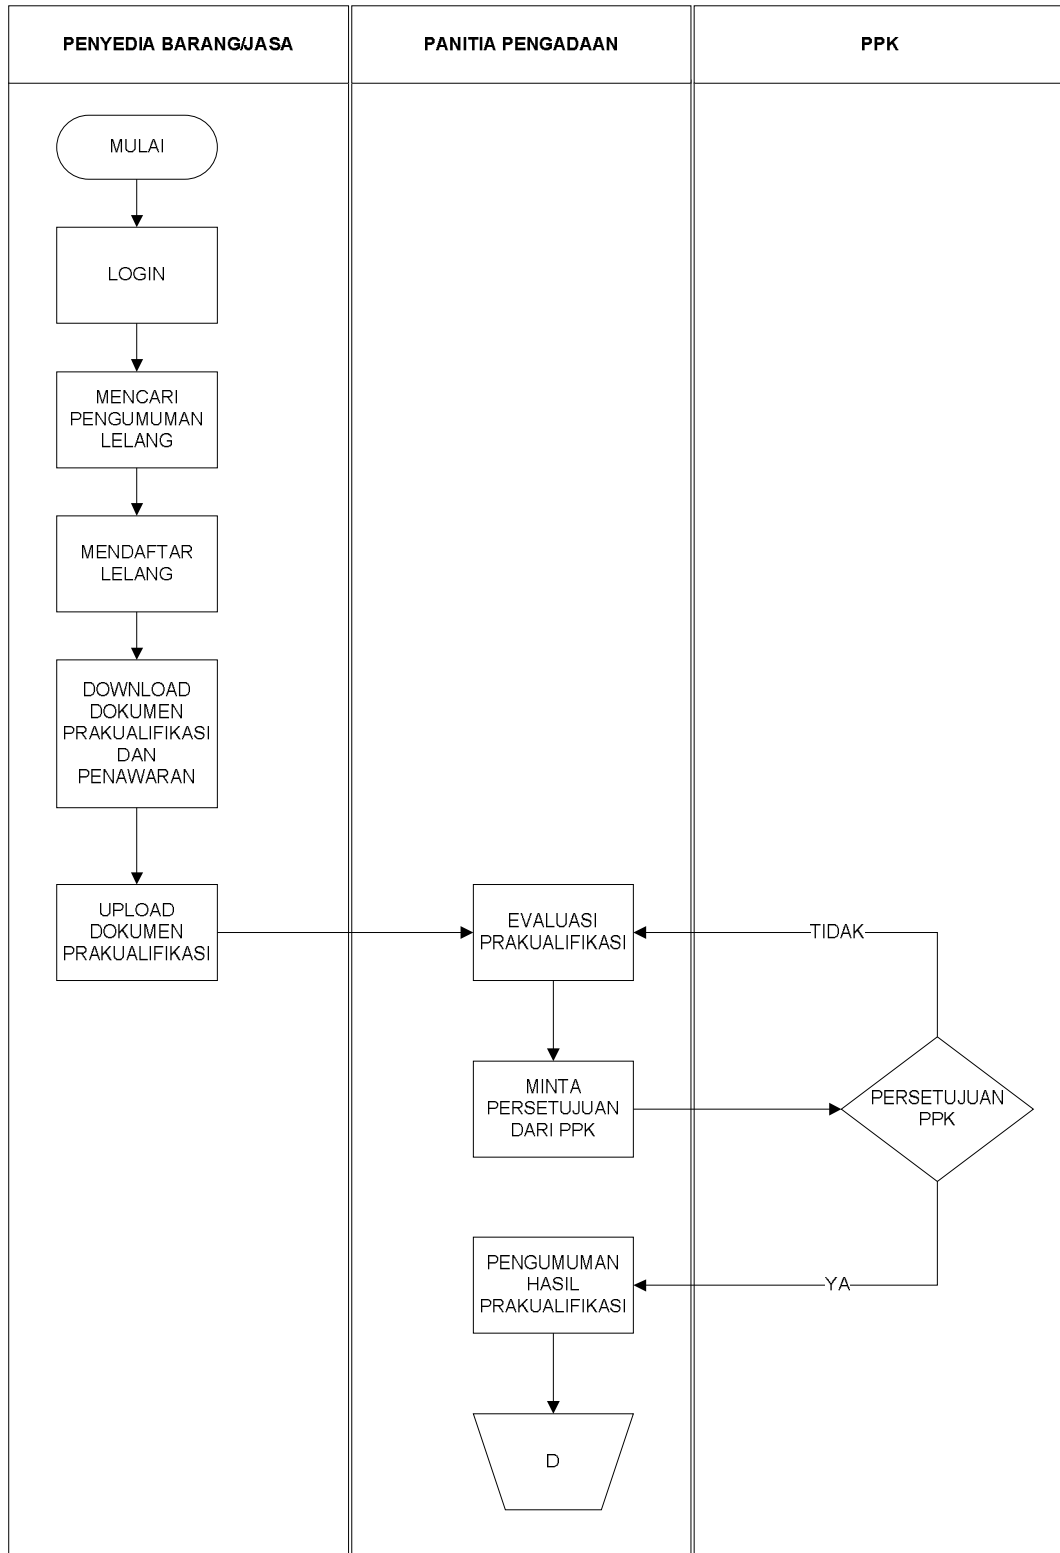 PENYEDIA BARANG/JASA
PANITIA PENGADAAN
PPK
MULAI
LOGIN
MENCARI
PENGUMUMAN
LELANG
MENDAFTAR
LELANG
DOWNLOAD
DOKUMEN
PRAKUALIFIKASI
DAN
PENAWARAN
UPLOAD
DOKUMEN
PRAKUALIFIKASI
EVALUASI
PRAKUALIFIKASI
TIDAK
MINTA
PERSETUJUAN
DARI PPK
PERSETUJUAN
PPK
PENGUMUMAN
HASIL
PRAKUALIFIKASI
YA
D